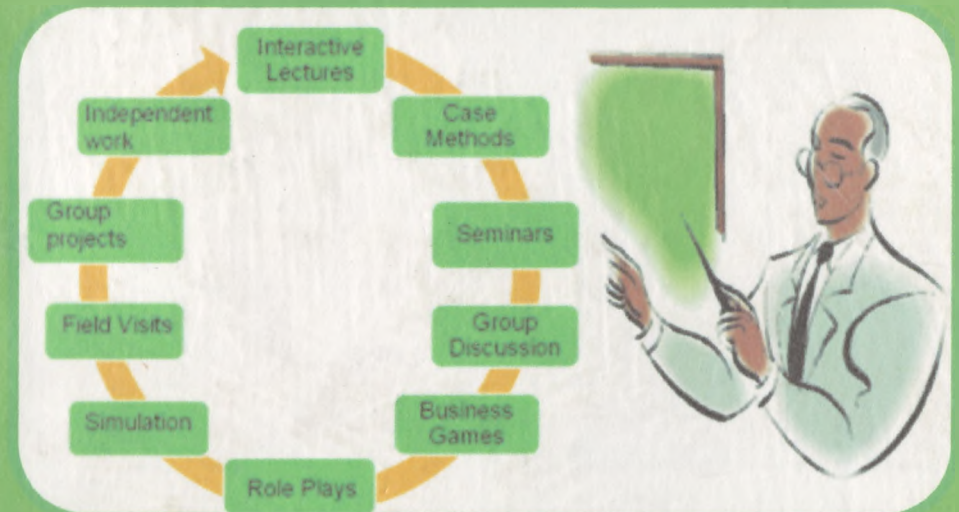 Interactive
Lectures
Case
Methods
Seminars
Group
Discussion
Business
Games
Role Plays
Simulation
Field Visits
Group
projects
Independent
work